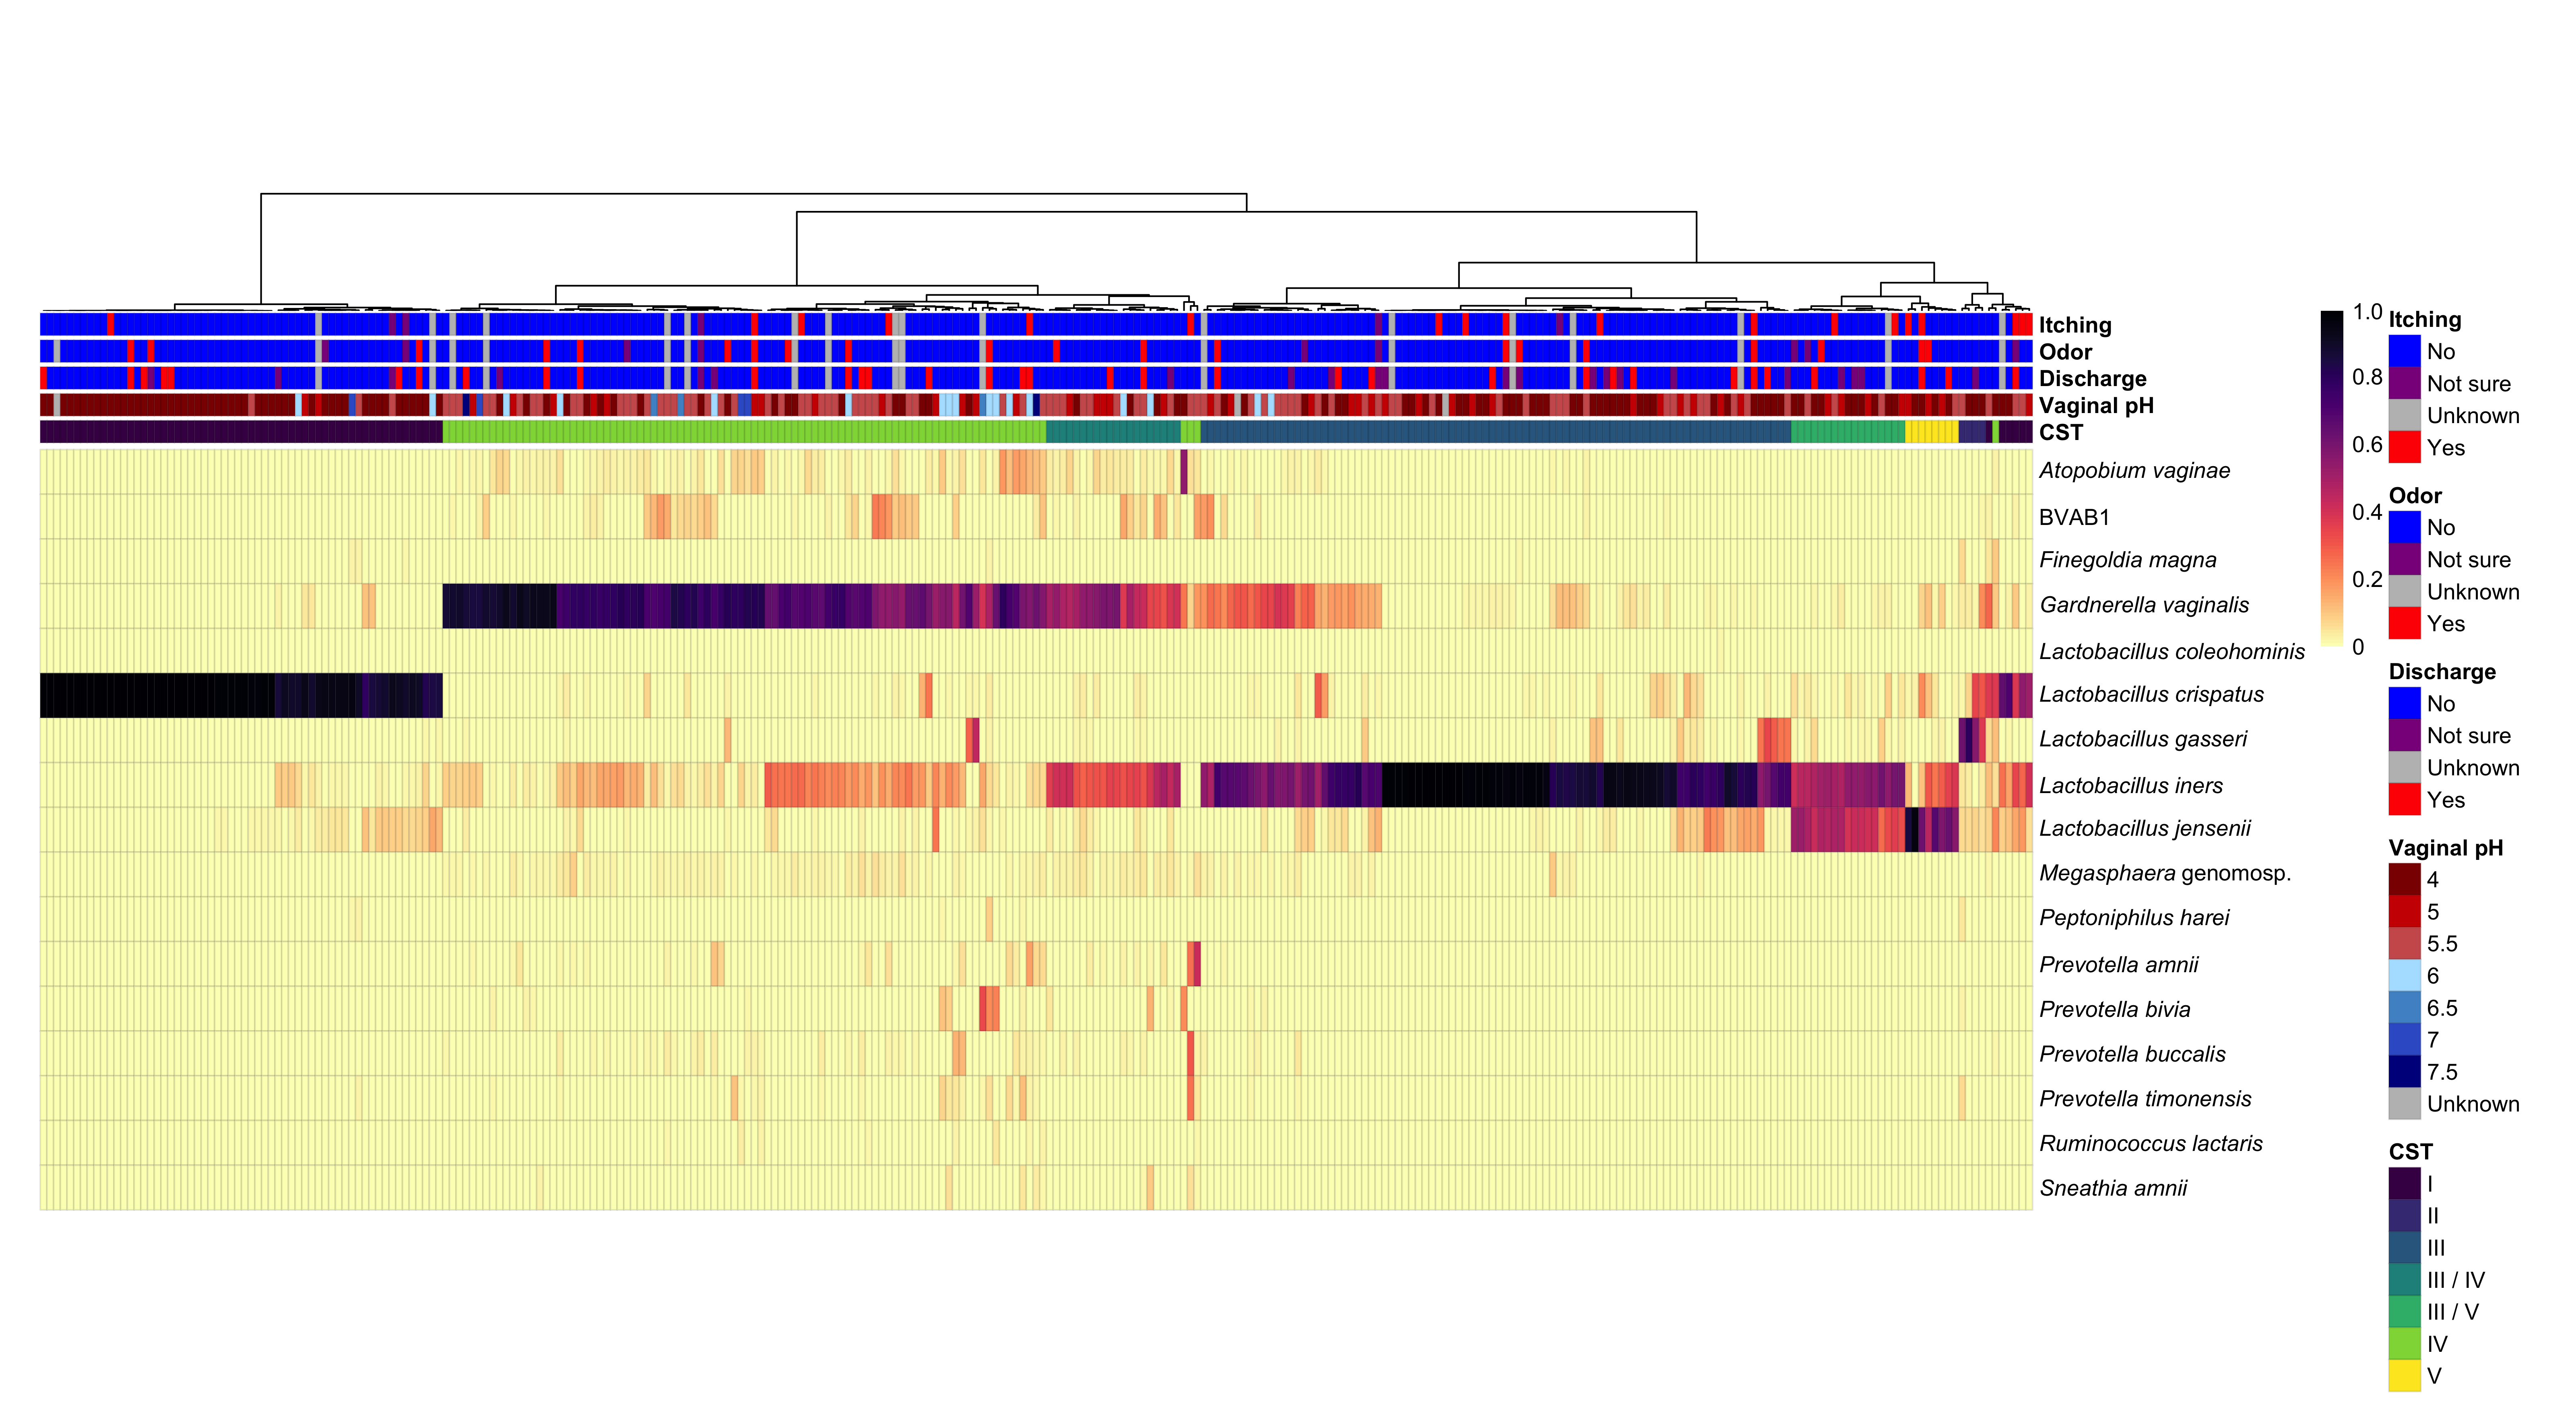 Itching
Odor
Discharge
Vaginal pH
CST
Atopobium vaginae
BVAB1
Finegoldia magna
Gardnerella vaginalis
Lactobacillus coleohominis
Lactobacillus crispatus
Lactobacillus gasseri
Lactobacillus iners
Lactobacillus jensenii
Megasphaera genomosp.
Peptoniphilus harei
Prevotella amnii
Prevotella bivia
Prevotella buccalis
Prevotella timonensis
Ruminococcus lactaris
Sneathia amnii
1.0
0.8
0.6
0.4
0.2
0
Itching
No
Not sure
Unknown
Yes
Odor
No
Not sure
Unknown
Yes
Discharge
No
Not sure
Unknown
Yes
Vaginal pH
4
5
5.5
6
6.5
7
7.5
Unknown
CST
I
II
III
III / IV
III / V
IV
V